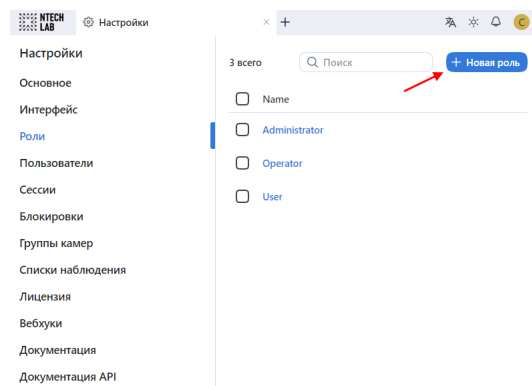 NTECH
LAB
Настройки
× +
C
Настройки
Основное
Интерфейс
Роли
Пользователи
Сессии
Блокировки
Группы камер
Списки наблюдения
Лицензия
Вебхуки
Документация
Документация API
3 всего
Поиск
+ Новая роль
Name
Administrator
Operator
User